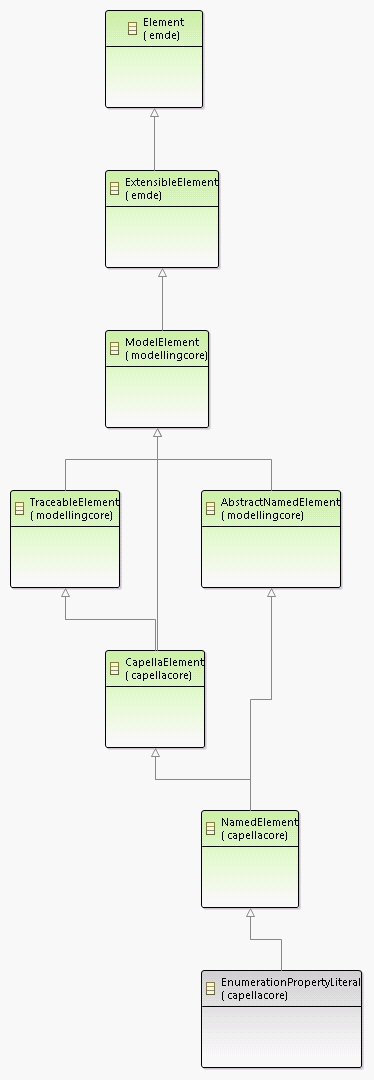 Element
( emde)
ExtensibleElement
( emde)
ModelElement
( modellingcore)
TraceableElement
( modellingcore)
AbstractNamedElement
( modellingcore)
CapellaElement
( capellacore)
NamedElement
( capellacore)
EnumerationPropertyLiteral
( capellacore)